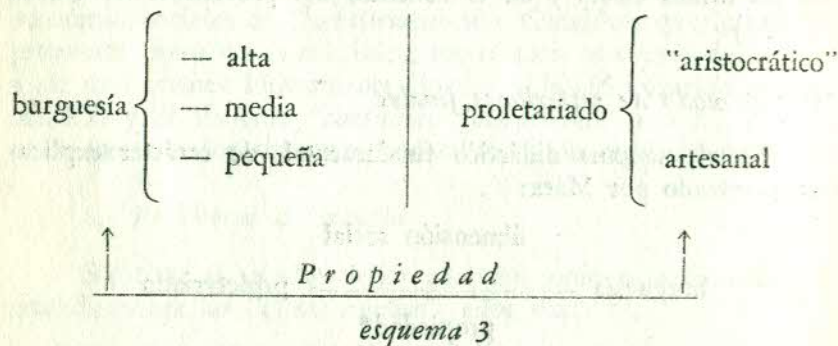 — alta
"aristocrático"
burguesía — media proletariado
— pequeña artesanal
Propiedad
esquema 3